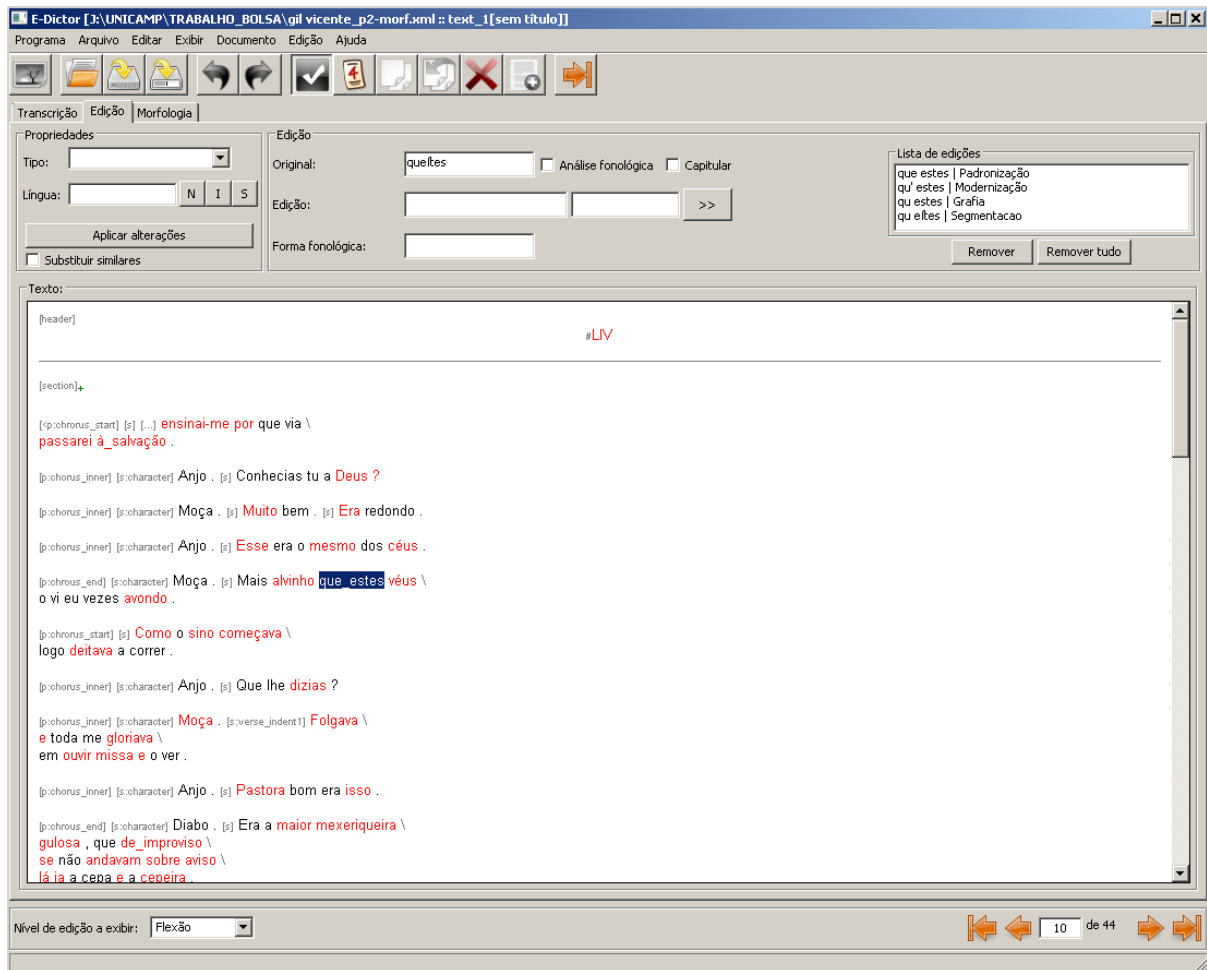 E-Dictor [J:\UNICAMP\TRABALHO_BOLSA\gil vicente_p2-morf.xml :: text_1[sem título]]
Programa Arquivo Editar Exibir Documento Edição Ajuda
Transcrição Edição Morfologia
Propriedades
Tipo:
Língua: N I S
Aplicar alterações
Substituir similares
Edição
Original: queſtes Análise fonológica Capitular
Edição: >>
Forma fonológica:
Lista de edições
que estes | Padronização
qu' estes | Modernização
qu estes | Grafia
qu eſtes | Segmentacao
Remover Remover tudo
Texto:
[header]
#LIV
[section]+
[<p:chrorus_start] [s] [...] ensinai-me por que via \
passarei à_salvação .
[p:chorus_inner] [s:character] Anjo . [s] Conhecias tu a Deus ?
[p:chorus_inner] [s:character] Moça . [s] Muito bem . [s] Era redondo .
[p:chorus_inner] [s:character] Anjo . [s] Esse era o mesmo dos céus .
[p:chrous_end] [s:character] Moça . [s] Mais alvinho que_estes véus \
o vi eu vezes avondo .
[p:chrorus_start] [s] Como o sino começava \
logo deitava a correr .
[p:chorus_inner] [s:character] Anjo . [s] Que lhe dizias ?
[p:chorus_inner] [s:character] Moça . [s:verse_indent1] Folgava \
e toda me gloriava \
em ouvir missa e o ver .
[p:chorus_inner] [s:character] Anjo . [s] Pastora bom era isso .
[p:chrous_end] [s:character] Diabo . [s] Era a maior mexeriqueira \
gulosa , que de_improviso \
se não andavam sobre aviso \
lá ia a cepa e a cepeira .
Nível de edição a exibir: Flexão
10 de 44